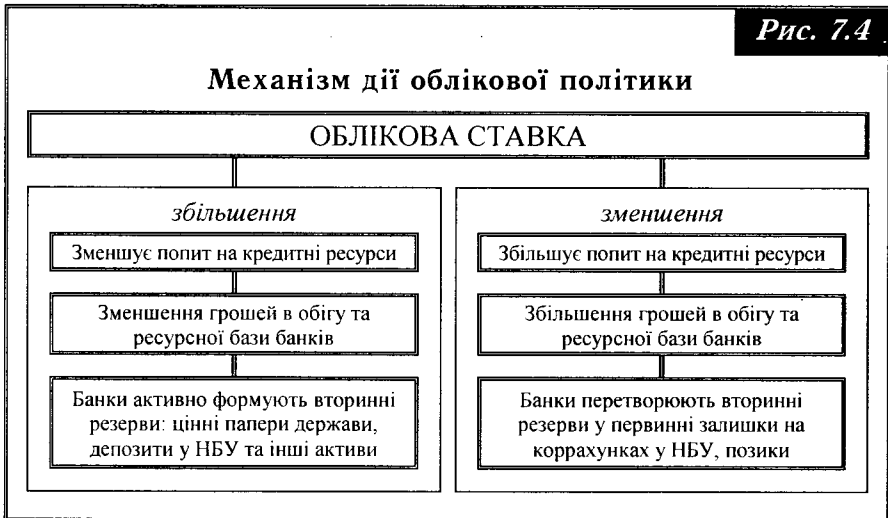 Рис. 7.4
Механізм дії облікової політики
ОБЛІКОВА СТАВКА
збільшення
Зменшує попит на кредитні ресурси
Зменшення грошей в обігу та
ресурсної бази банків
Банки активно формують вторинні
резерви: цінні папери держави,
депозити у НБУ та інші активи
зменшення
Збільшує попит на кредитні ресурси
Збільшення грошей в обігу та
ресурсної бази банків
Банки перетворюють вторинні
резерви у первинні залишки на
коррахунках у НБУ, позики